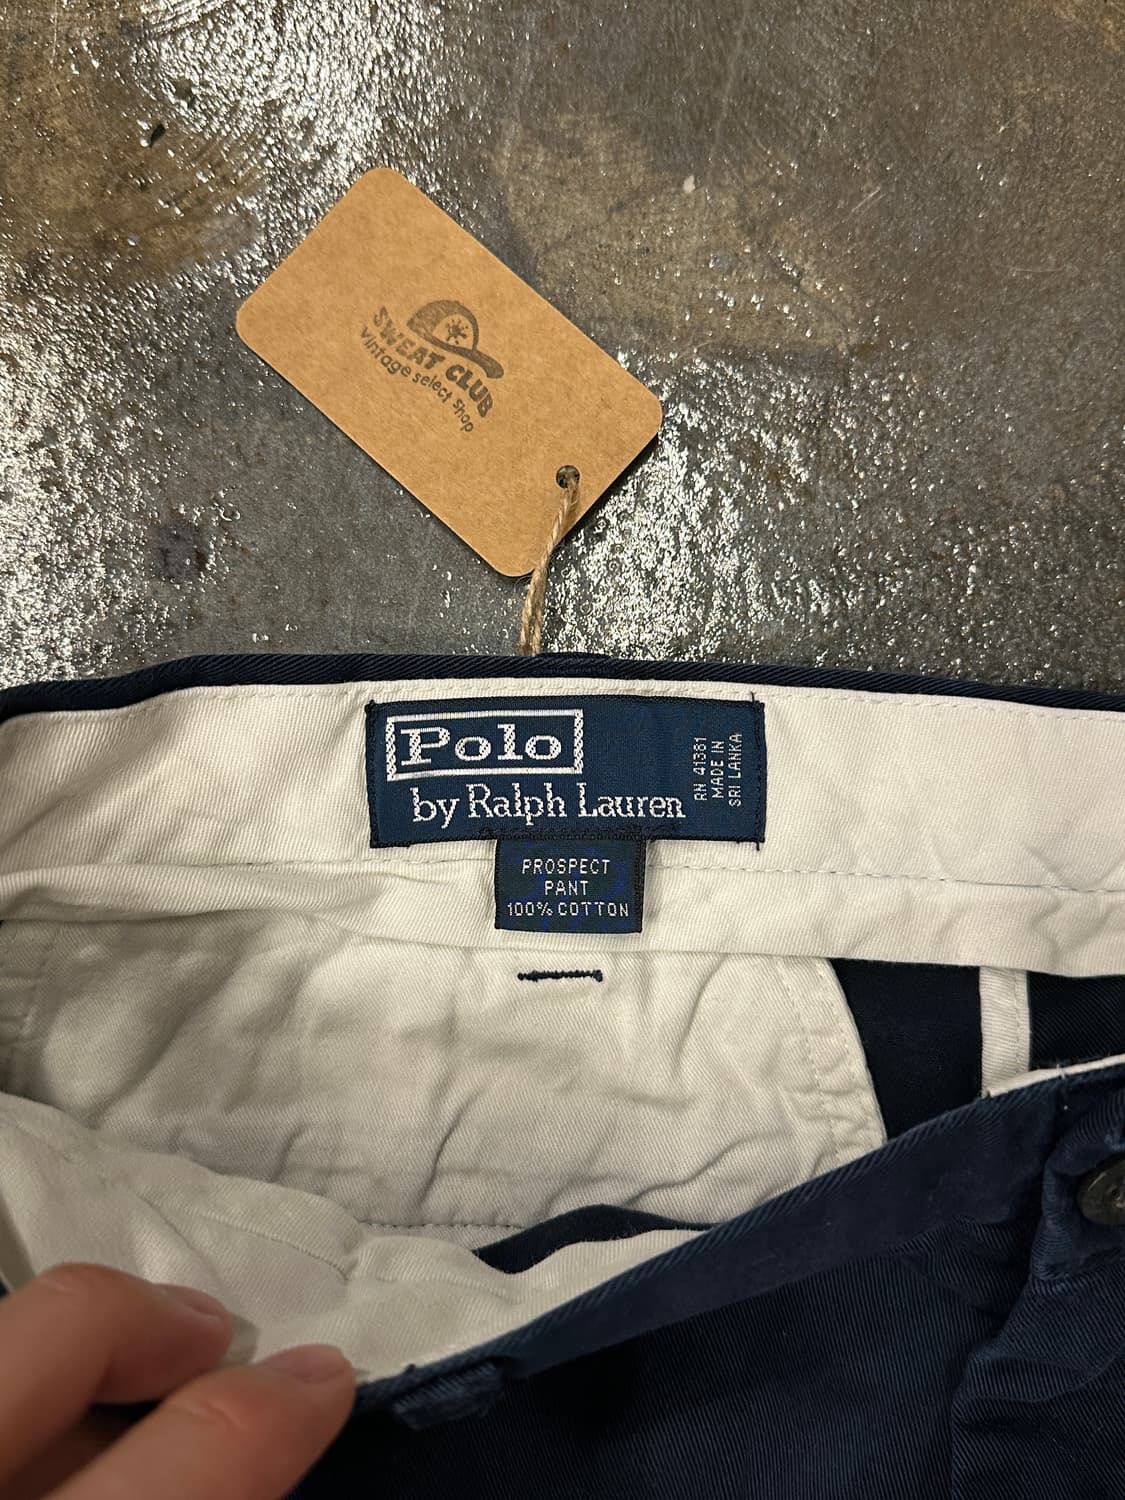 SWEAT CLUB
vintage select shop
Polo
by Ralph Lauren
RN 41381
MADE IN
SRI LANKA
PROSPECT
PANT
100% COTTON